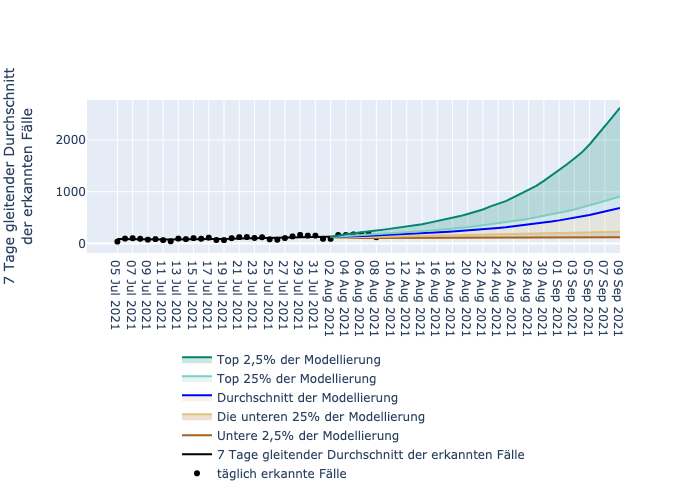 7 Tage gleitender Durchschnitt
der erkannten Fälle
2000
1000
0
05 Jul 2021
07 Jul 2021
09 Jul 2021
11 Jul 2021
13 Jul 2021
15 Jul 2021
17 Jul 2021
19 Jul 2021
21 Jul 2021
23 Jul 2021
25 Jul 2021
27 Jul 2021
29 Jul 2021
31 Jul 2021
02 Aug 2021
04 Aug 2021
06 Aug 2021
08 Aug 2021
10 Aug 2021
12 Aug 2021
14 Aug 2021
16 Aug 2021
18 Aug 2021
20 Aug 2021
22 Aug 2021
24 Aug 2021
26 Aug 2021
28 Aug 2021
30 Aug 2021
01 Sep 2021
03 Sep 2021
05 Sep 2021
07 Sep 2021
09 Sep 2021
Top 2,5% der Modellierung
Top 25% der Modellierung
Durchschnitt der Modellierung
Die unteren 25% der Modellierung
Untere 2,5% der Modellierung
7 Tage gleitender Durchschnitt der erkannten Fälle
täglich erkannte Fälle